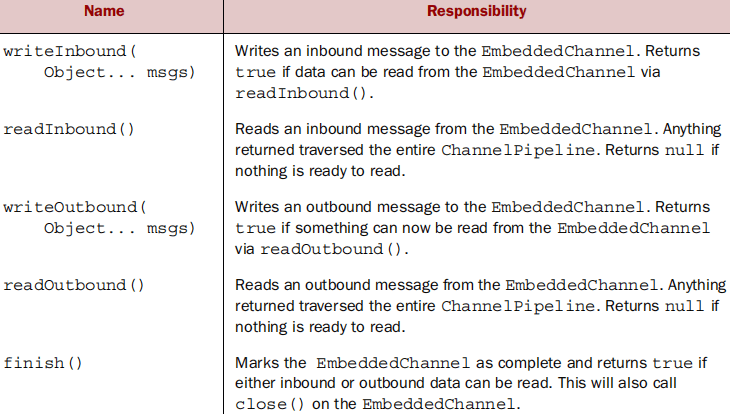 Name Responsibility
writeInbound( Writes an inbound message to the EmbeddedChannel. Returns
Object... msgs) true if data can be read from the EmbeddedChannel via
readInbound().
readInbound() Reads an inbound message from the EmbeddedChannel. Anything
returned traversed the entire ChannelPipeline. Returns null if
nothing is ready to read.
writeOutbound( Writes an outbound message to the EmbeddedChannel. Returns
Object... msgs) true if something can now be read from the EmbeddedChannel
via readOutbound().
readOutbound() Reads an outbound message from the EmbeddedChannel. Anything
returned traversed the entire ChannelPipeline. Returns null if
nothing is ready to read.
finish() Marks the EmbeddedChannel as complete and returns true if
either inbound or outbound data can be read. This will also call
close() on the EmbeddedChannel.